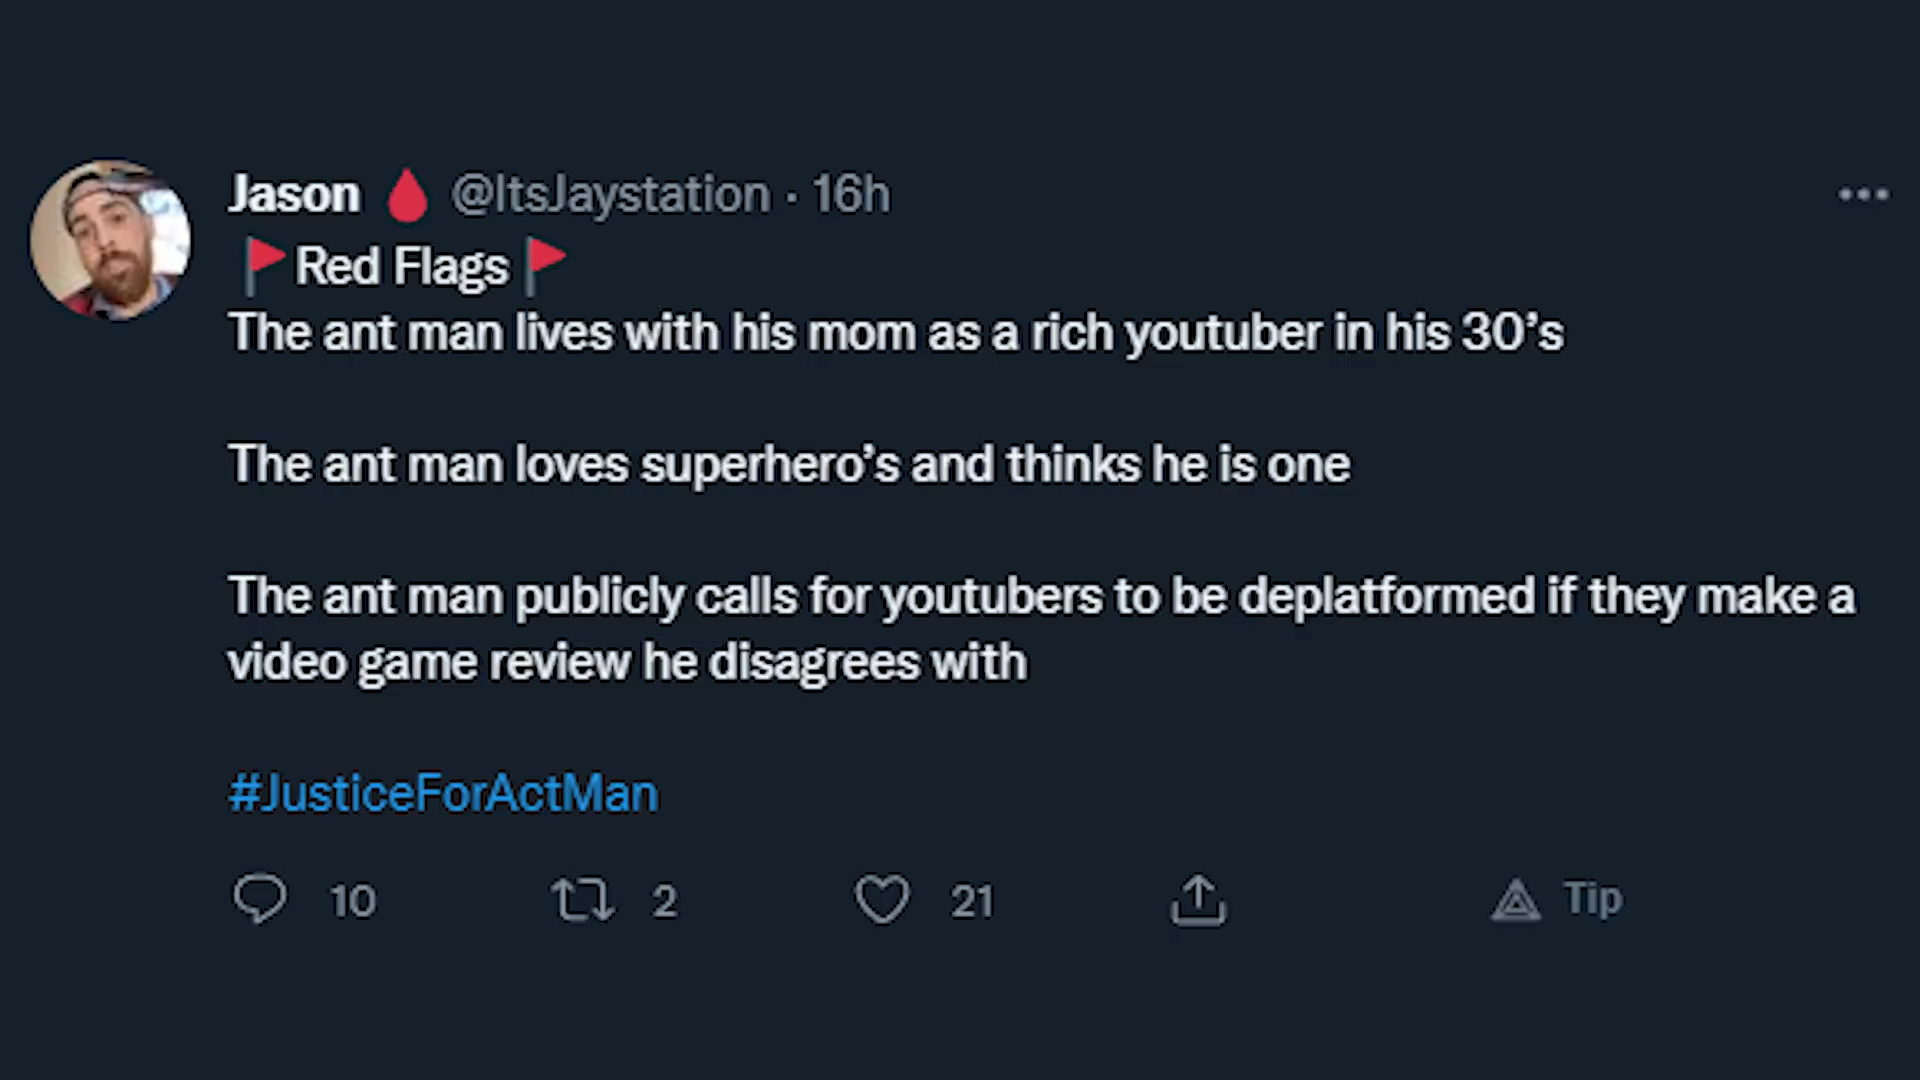 Jason 🩸 @ItsJaystation · 16h
🚩Red Flags🚩
The ant man lives with his mom as a rich youtuber in his 30’s
The ant man loves superhero’s and thinks he is one
The ant man publicly calls for youtubers to be deplatformed if they make a
video game review he disagrees with
#JusticeForActMan
10 2 21 Tip